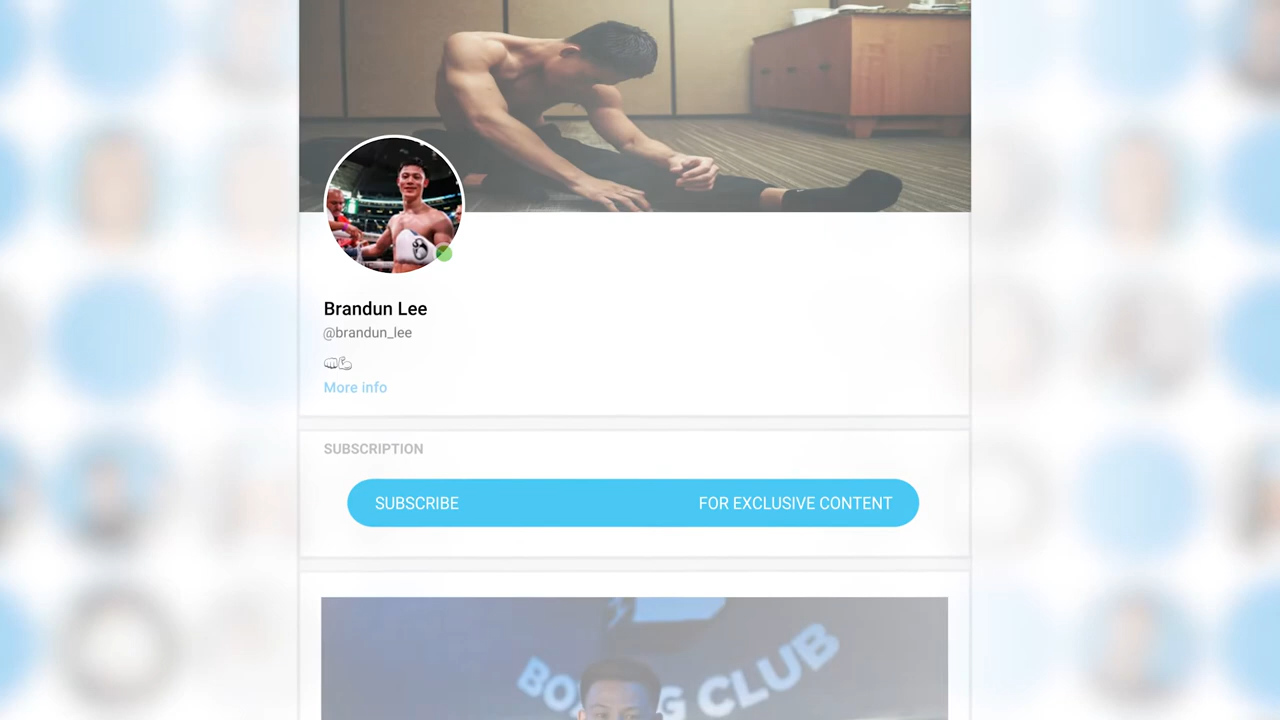 Brandun Lee
@brandun_lee
👊💪
More info
SUBSCRIPTION
SUBSCRIBE FOR EXCLUSIVE CONTENT
CLUB